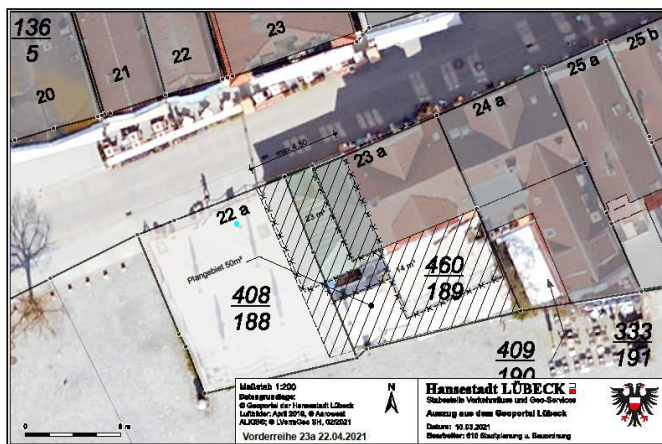 136
5
20
21
22
23
25 b
25 a
24 a
23 a
22 a
max 4.50
23 m²
14 m²
Plangebiet 50m²
408
188
460
189
409
190
333
191
0
8 m
Maßstab 1:200
Datengrundlage:
© Geoportal der Hansestadt Lübeck
Luftbilder: April 2019, © Aerowest
ALKIS®; © LVermGeo SH, 02/2021
Vorderreihe 23a 22.04.2021
N
Hansestadt LÜBECK
Stabsstelle Verkehrsfluss und Geo-Services
Auszug aus dem Geoportal Lübeck
Datum: 10.03.2021
Bearbeiter: 610 Stadtplanung u. Bauordnung